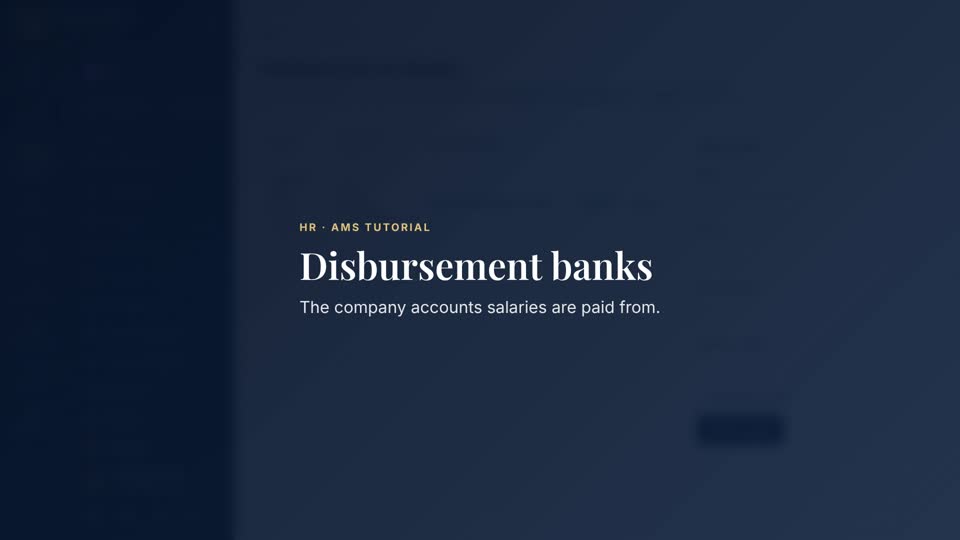 HR · AMS TUTORIAL
Disbursement banks
The company accounts salaries are paid from.